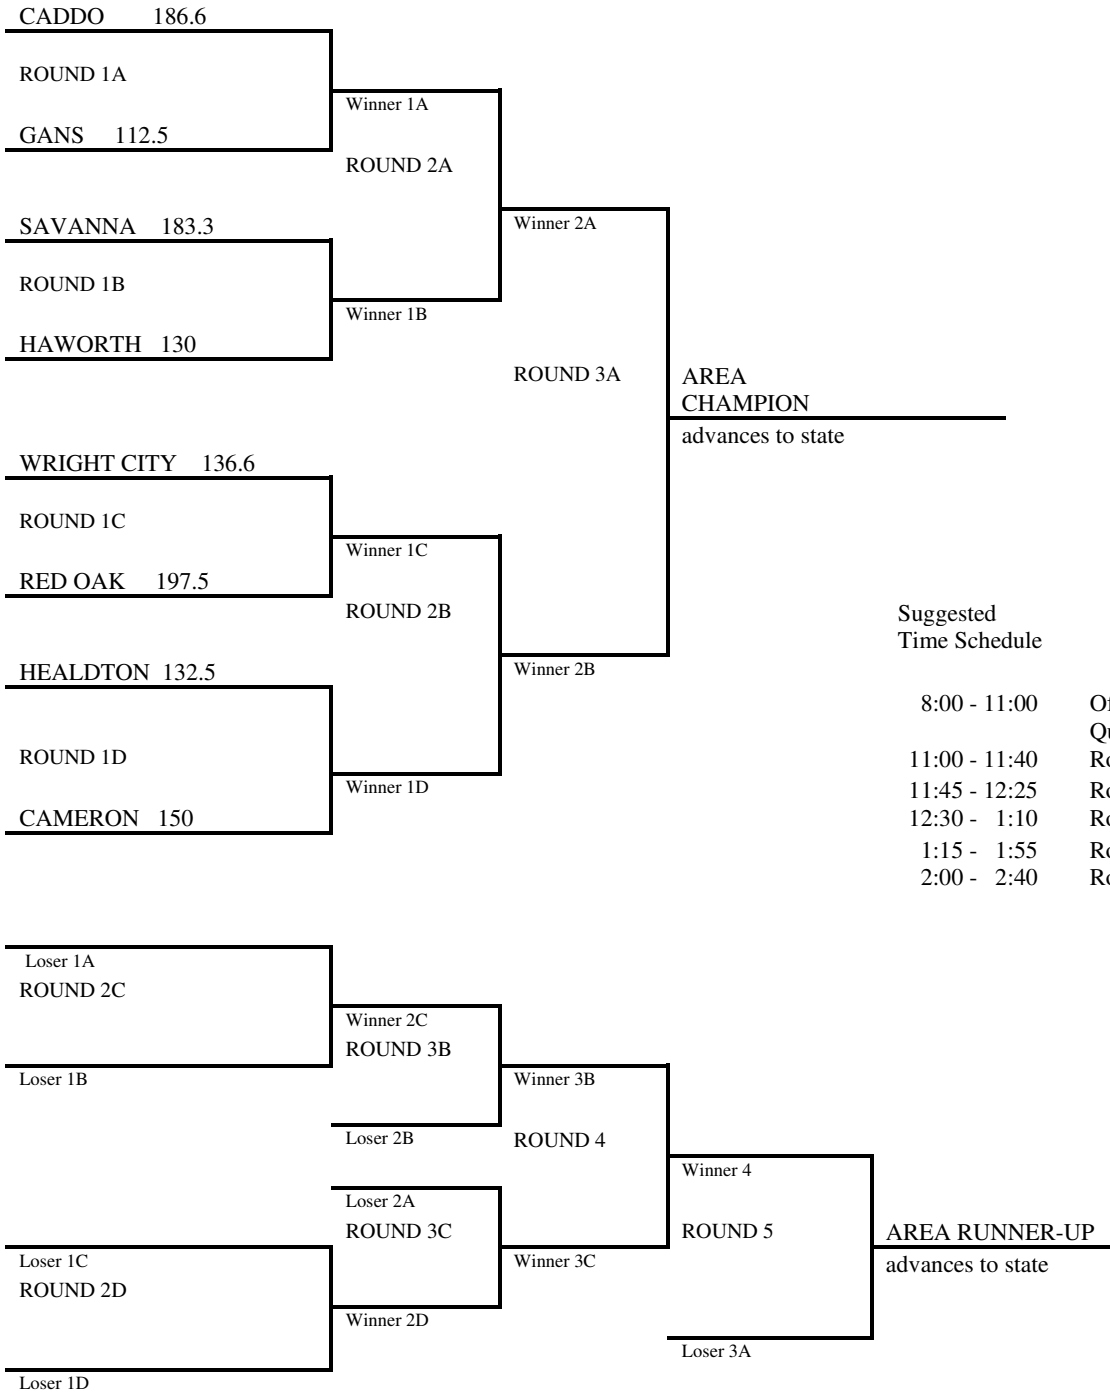 CADDO 186.6
ROUND 1A
Winner 1A
GANS 112.5
ROUND 2A
SAVANNA 183.3
Winner 2A
ROUND 1B
Winner 1B
HAWORTH 130
ROUND 3A
AREA
CHAMPION
advances to state
WRIGHT CITY 136.6
ROUND 1C
Winner 1C
RED OAK 197.5
ROUND 2B
HEALDTON 132.5
Winner 2B
ROUND 1D
Winner 1D
CAMERON 150
Suggested
Time Schedule
8:00 - 11:00
11:00 - 11:40
11:45 - 12:25
12:30 - 1:10
1:15 - 1:55
2:00 - 2:40
Loser 1A
ROUND 2C
Winner 2C
ROUND 3B
Loser 1B
Winner 3B
Loser 2B
ROUND 4
Winner 4
Loser 2A
ROUND 3C
ROUND 5
AREA RUNNER-UP
advances to state
Loser 1C
Winner 3C
ROUND 2D
Winner 2D
Loser 3A
Loser 1D